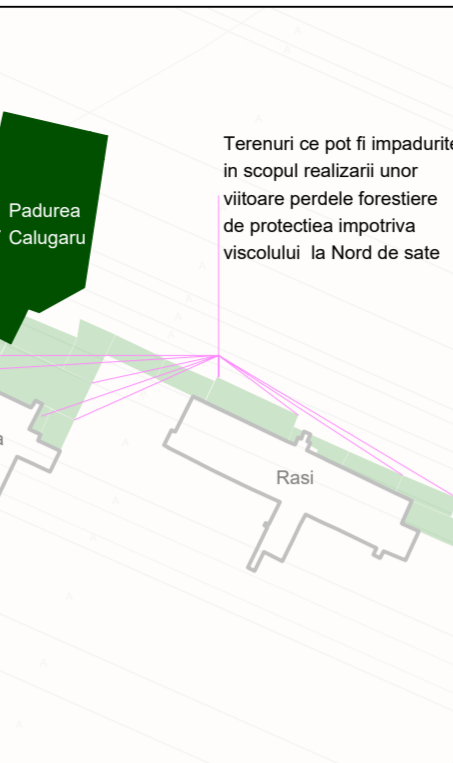 Terenuri ce pot fi impadurite
in scopul realizarii unor
viitoare perdele forestiere
de protectiea impotriva
viscolului la Nord de sate
Padurea
Calugaru
a
Rasi